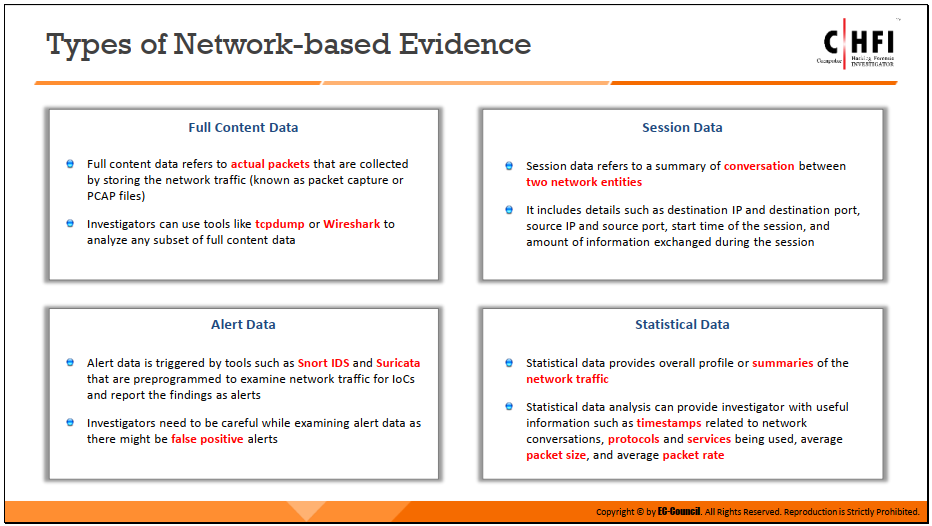 Types of Network-based Evidence
CHFI
Computer Hacking Forensic
INVESTIGATOR
Full Content Data
Full content data refers to actual packets that are collected
by storing the network traffic (known as packet capture or
PCAP files)
Investigators can use tools like tcpdump or Wireshark to
analyze any subset of full content data
Session Data
Session data refers to a summary of conversation between
two network entities
It includes details such as destination IP and destination port,
source IP and source port, start time of the session, and
amount of information exchanged during the session
Alert Data
Alert data is triggered by tools such as Snort IDS and Suricata
that are preprogrammed to examine network traffic for IoCs
and report the findings as alerts
Investigators need to be careful while examining alert data as
there might be false positive alerts
Statistical Data
Statistical data provides overall profile or summaries of the
network traffic
Statistical data analysis can provide investigator with useful
information such as timestamps related to network
conversations, protocols and services being used, average
packet size, and average packet rate
Copyright © by EC-Council. All Rights Reserved. Reproduction is Strictly Prohibited.